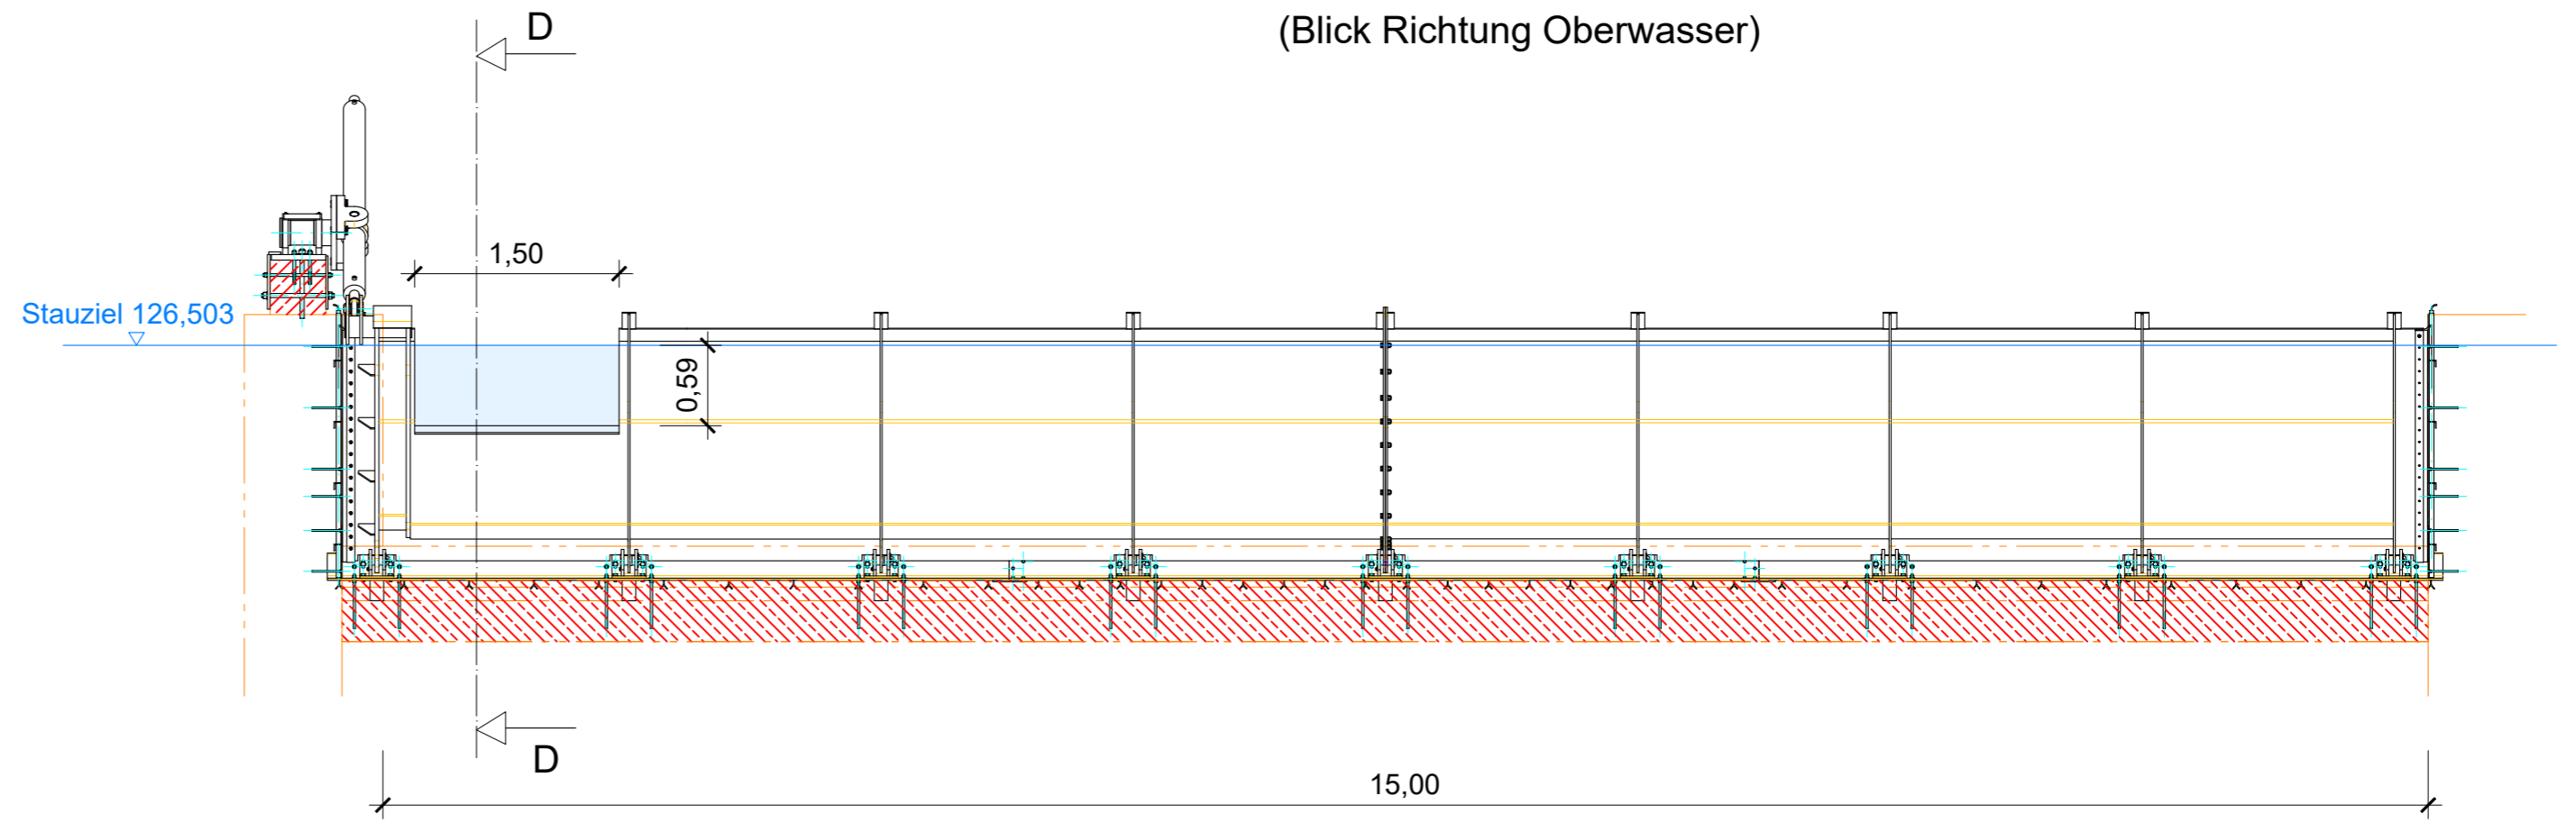 (Blick Richtung Oberwasser)
D
1,50
Stauziel 126,503
0,59
D
15,00